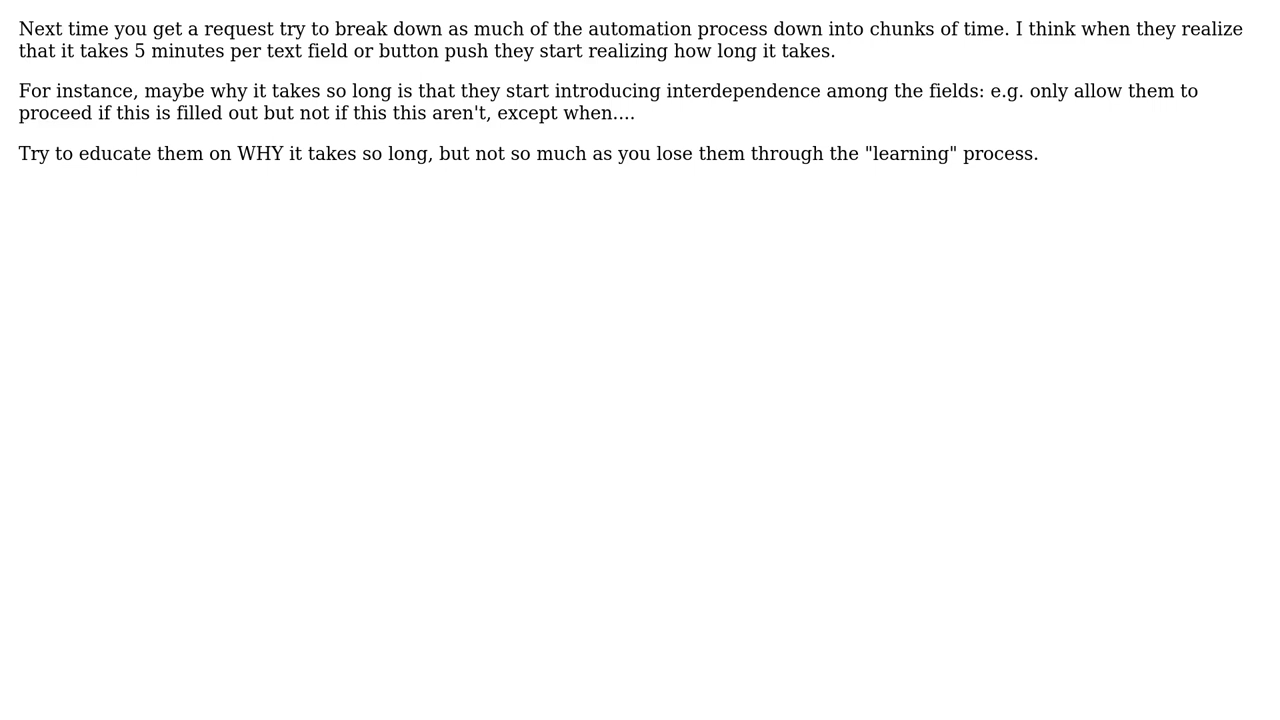 Next time you get a request try to break down as much of the automation process down into chunks of time. I think when they realize
that it takes 5 minutes per text field or button push they start realizing how long it takes.
For instance, maybe why it takes so long is that they start introducing interdependence among the fields: e.g. only allow them to
proceed if this is filled out but not if this this aren't, except when....
Try to educate them on WHY it takes so long, but not so much as you lose them through the "learning" process.